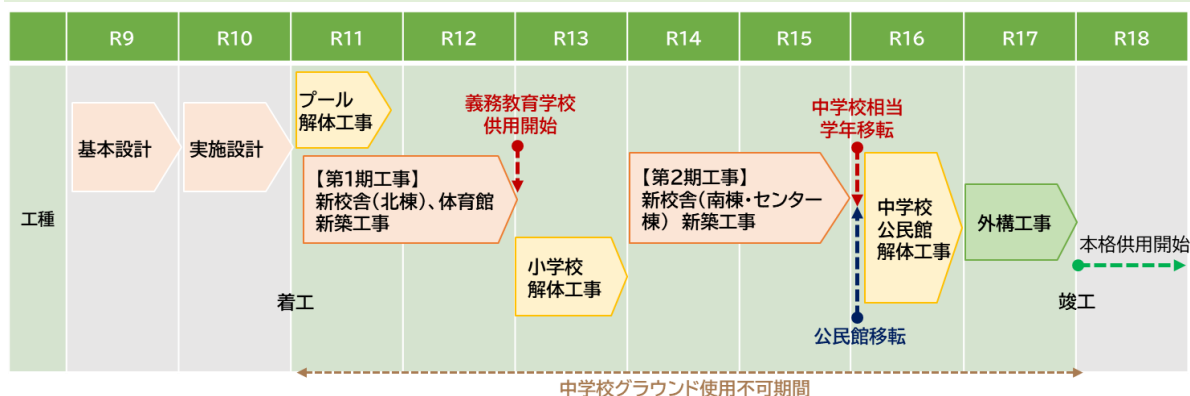 R9 R10 R11 R12 R13 R14 R15 R16 R17 R18
工種
基本設計
実施設計
プール
解体工事
【第1期工事】
新校舎(北棟)、体育館
新築工事
義務教育学校
供用開始
小学校
解体工事
【第2期工事】
新校舎(南棟・センター
棟) 新築工事
中学校相当
学年移転
公民館移転
中学校
公民館
解体工事
外構工事
本格供用開始
着工
竣工
中学校グラウンド使用不可期間